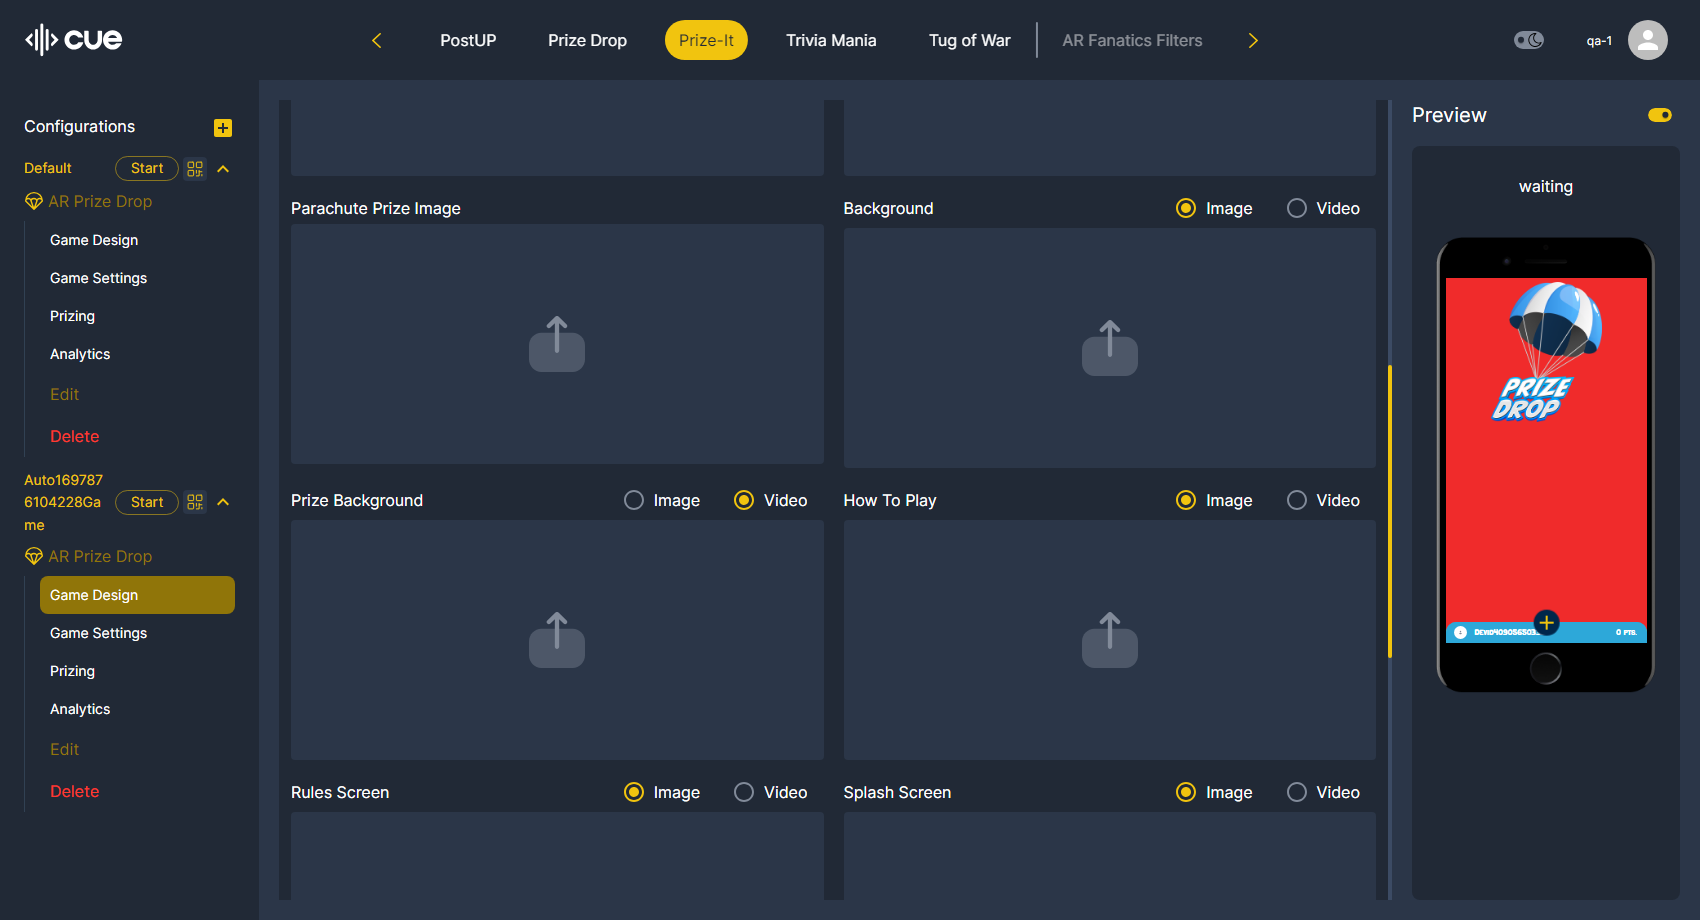 cue
PostUP
Prize Drop
Prize-It
Trivia Mania
Tug of War
AR Fanatics Filters
qa-1
Configurations
Default
Start
AR Prize Drop
Game Design
Game Settings
Prizing
Analytics
Edit
Delete
Auto169787
6104228Ga
me
Start
AR Prize Drop
Game Design
Game Settings
Prizing
Analytics
Edit
Delete
Parachute Prize Image
Background
Image
Video
Prize Background
Image
Video
How To Play
Image
Video
Rules Screen
Image
Video
Splash Screen
Image
Video
Preview
waiting
PRIZE
DROP
0 PTS.